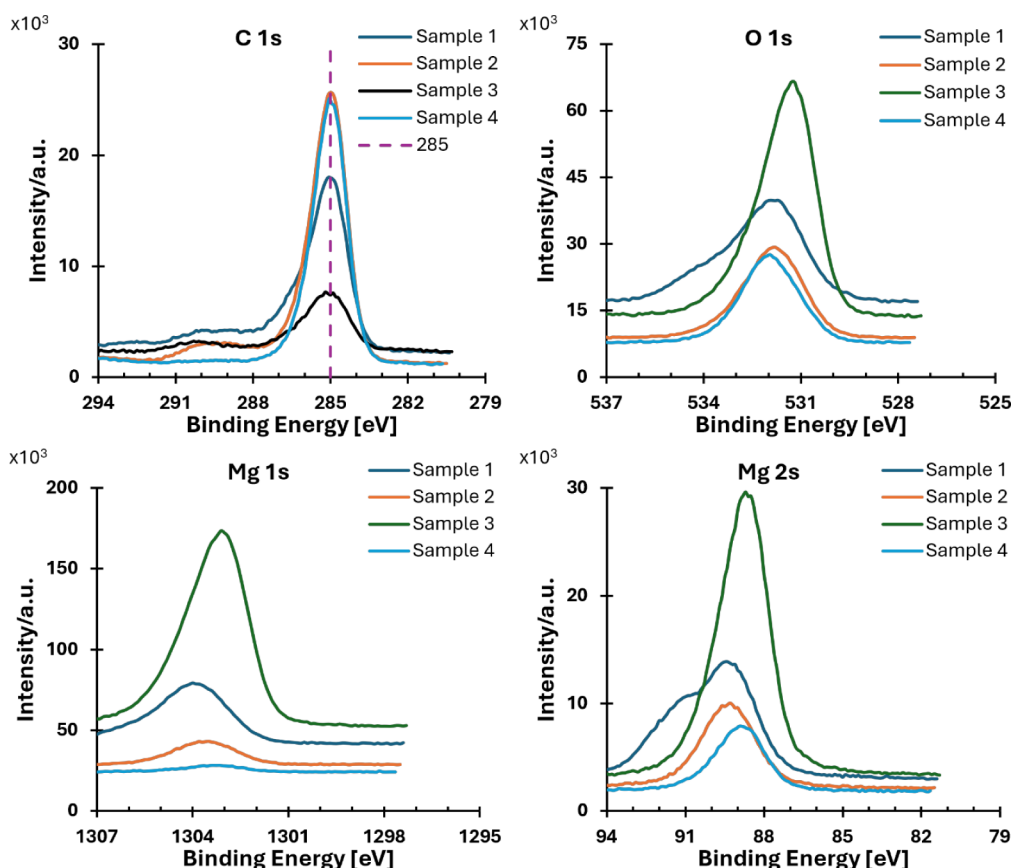 x10³
C 1s
30
20
10
0
294
291
288
285
282
279
Intensity/a.u.
Binding Energy [eV]
Sample 1
Sample 2
Sample 3
Sample 4
285
x10³
O 1s
75
60
45
30
15
0
537
534
531
528
525
Intensity/a.u.
Binding Energy [eV]
Sample 1
Sample 2
Sample 3
Sample 4
x10³
Mg 1s
200
150
100
50
0
1307
1304
1301
1298
1295
Intensity/a.u.
Binding Energy [eV]
Sample 1
Sample 2
Sample 3
Sample 4
x10³
Mg 2s
30
20
10
0
94
91
88
85
82
79
Intensity/a.u.
Binding Energy [eV]
Sample 1
Sample 2
Sample 3
Sample 4